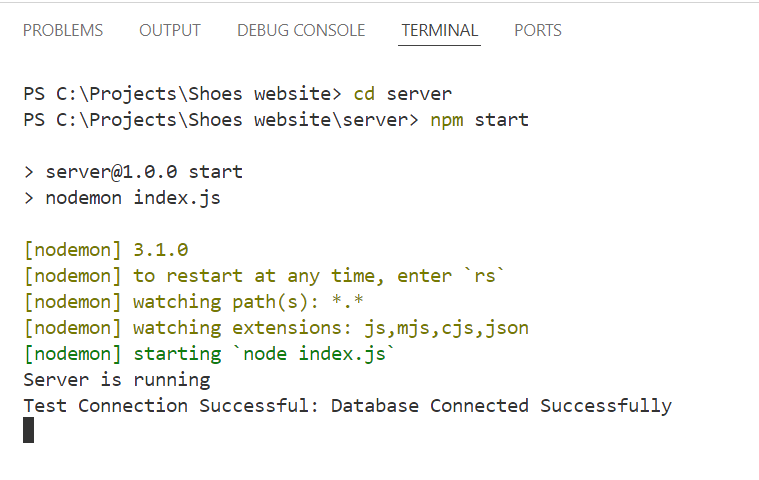 PROBLEMS OUTPUT DEBUG CONSOLE TERMINAL PORTS
PS C:\Projects\Shoes website> cd server
PS C:\Projects\Shoes website\server> npm start
> server@1.0.0 start
> nodemon index.js
[nodemon] 3.1.0
[nodemon] to restart at any time, enter `rs`
[nodemon] watching path(s): *.*
[nodemon] watching extensions: js,mjs,cjs,json
[nodemon] starting `node index.js`
Server is running
Test Connection Successful: Database Connected Successfully